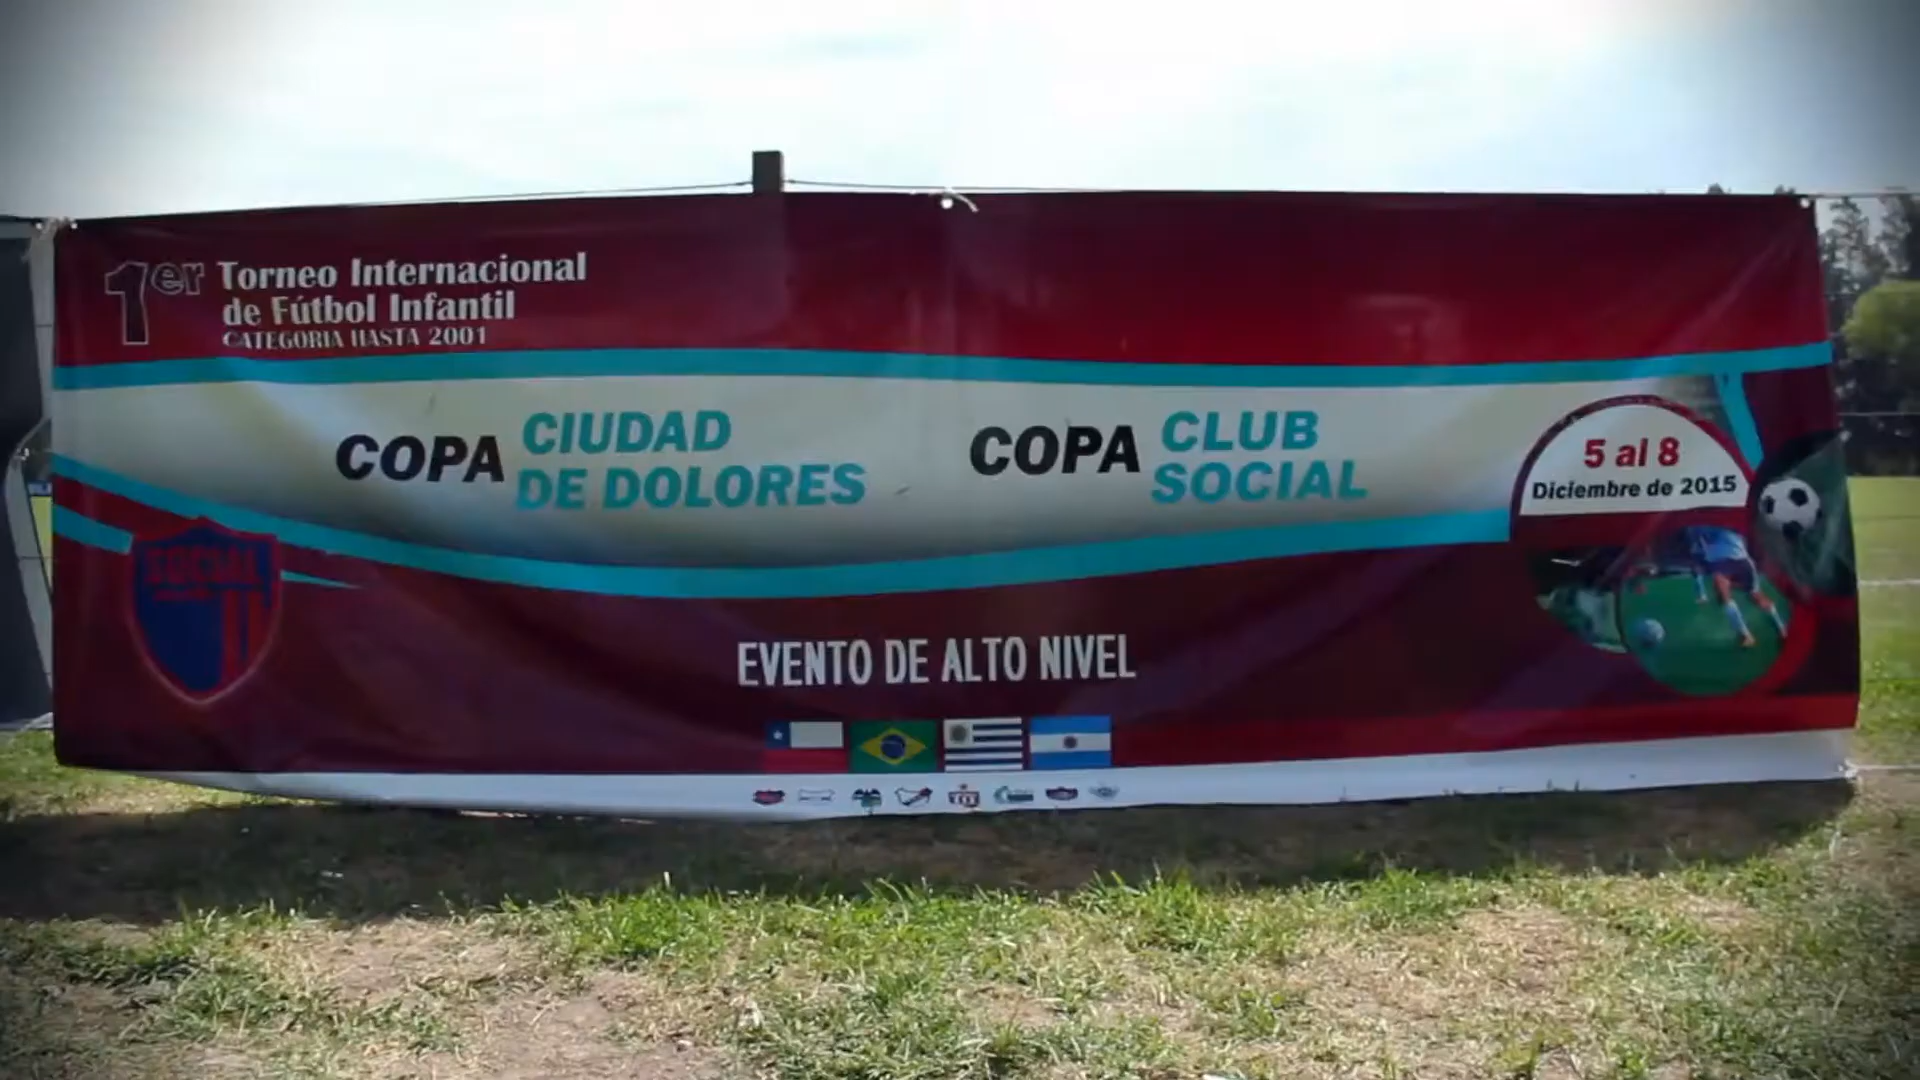 1er Torneo Internacional
de Fútbol Infantil
CATEGORIA HASTA 2001
COPA CIUDAD
DE DOLORES
COPA CLUB
SOCIAL
5 al 8
Diciembre de 2015
SOCIAL
EVENTO DE ALTO NIVEL